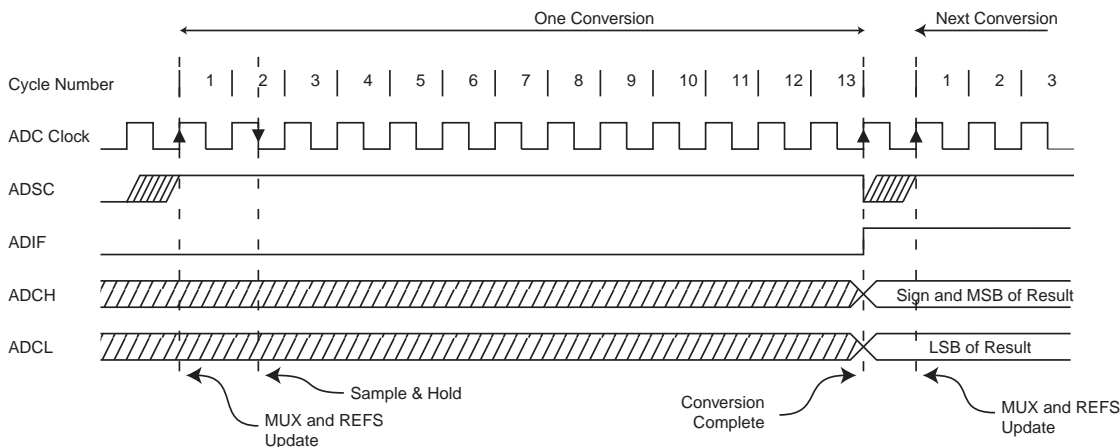 One Conversion
Next Conversion
Cycle Number
1 2 3 4 5 6 7 8 9 10 11 12 13 1 2 3
ADC Clock
ADSC
ADIF
ADCH
Sign and MSB of Result
ADCL
LSB of Result
Sample & Hold
MUX and REFS
Update
Conversion
Complete
MUX and REFS
Update